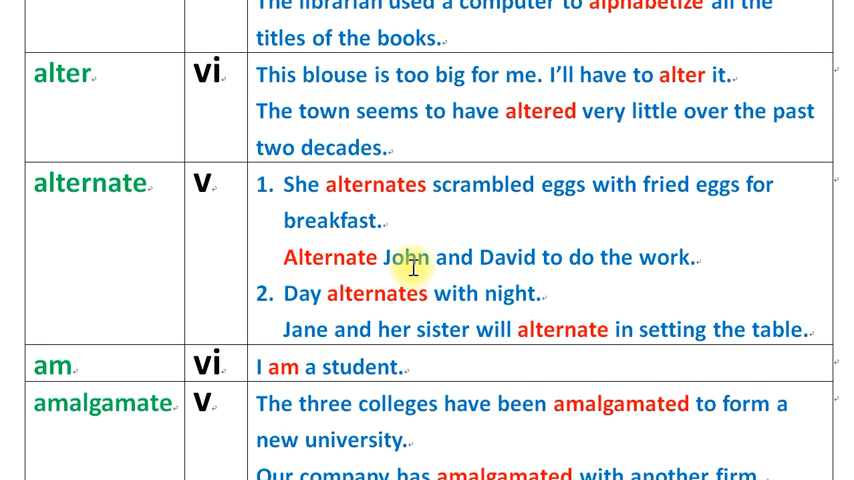 The librarian used a computer to alphabetize all the
titles of the books.
alter vi This blouse is too big for me. I'll have to alter it.
The town seems to have altered very little over the past
two decades.
alternate v 1. She alternates scrambled eggs with fried eggs for
breakfast.
Alternate John and David to do the work.
2. Day alternates with night.
Jane and her sister will alternate in setting the table.
am vi I am a student.
amalgamate v The three colleges have been amalgamated to form a
new university.
Our company has amalgamated with another firm.